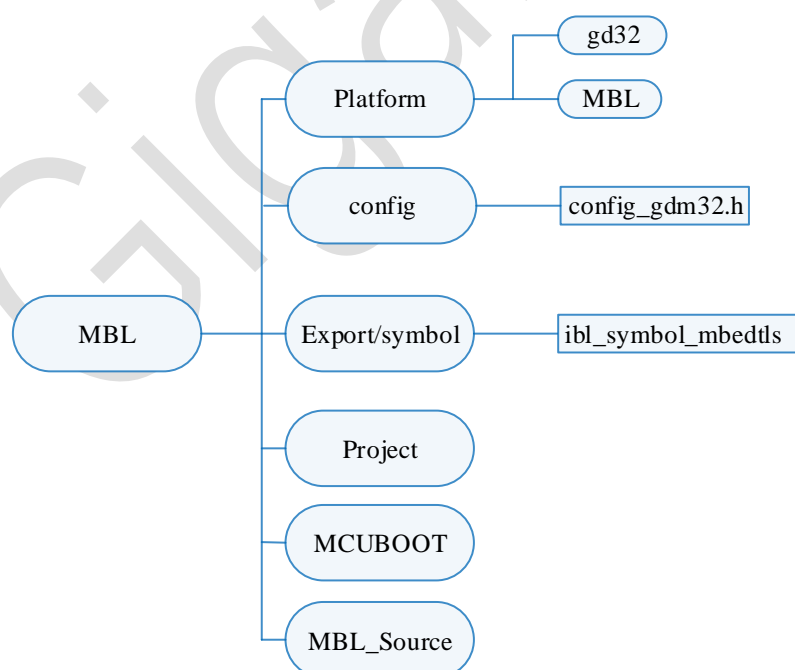 gd32
Platform
MBL
config
config_gdm32.h
MBL
Export/symbol
ibl_symbol_mbedtls
Project
MCUBOOT
MBL_Source